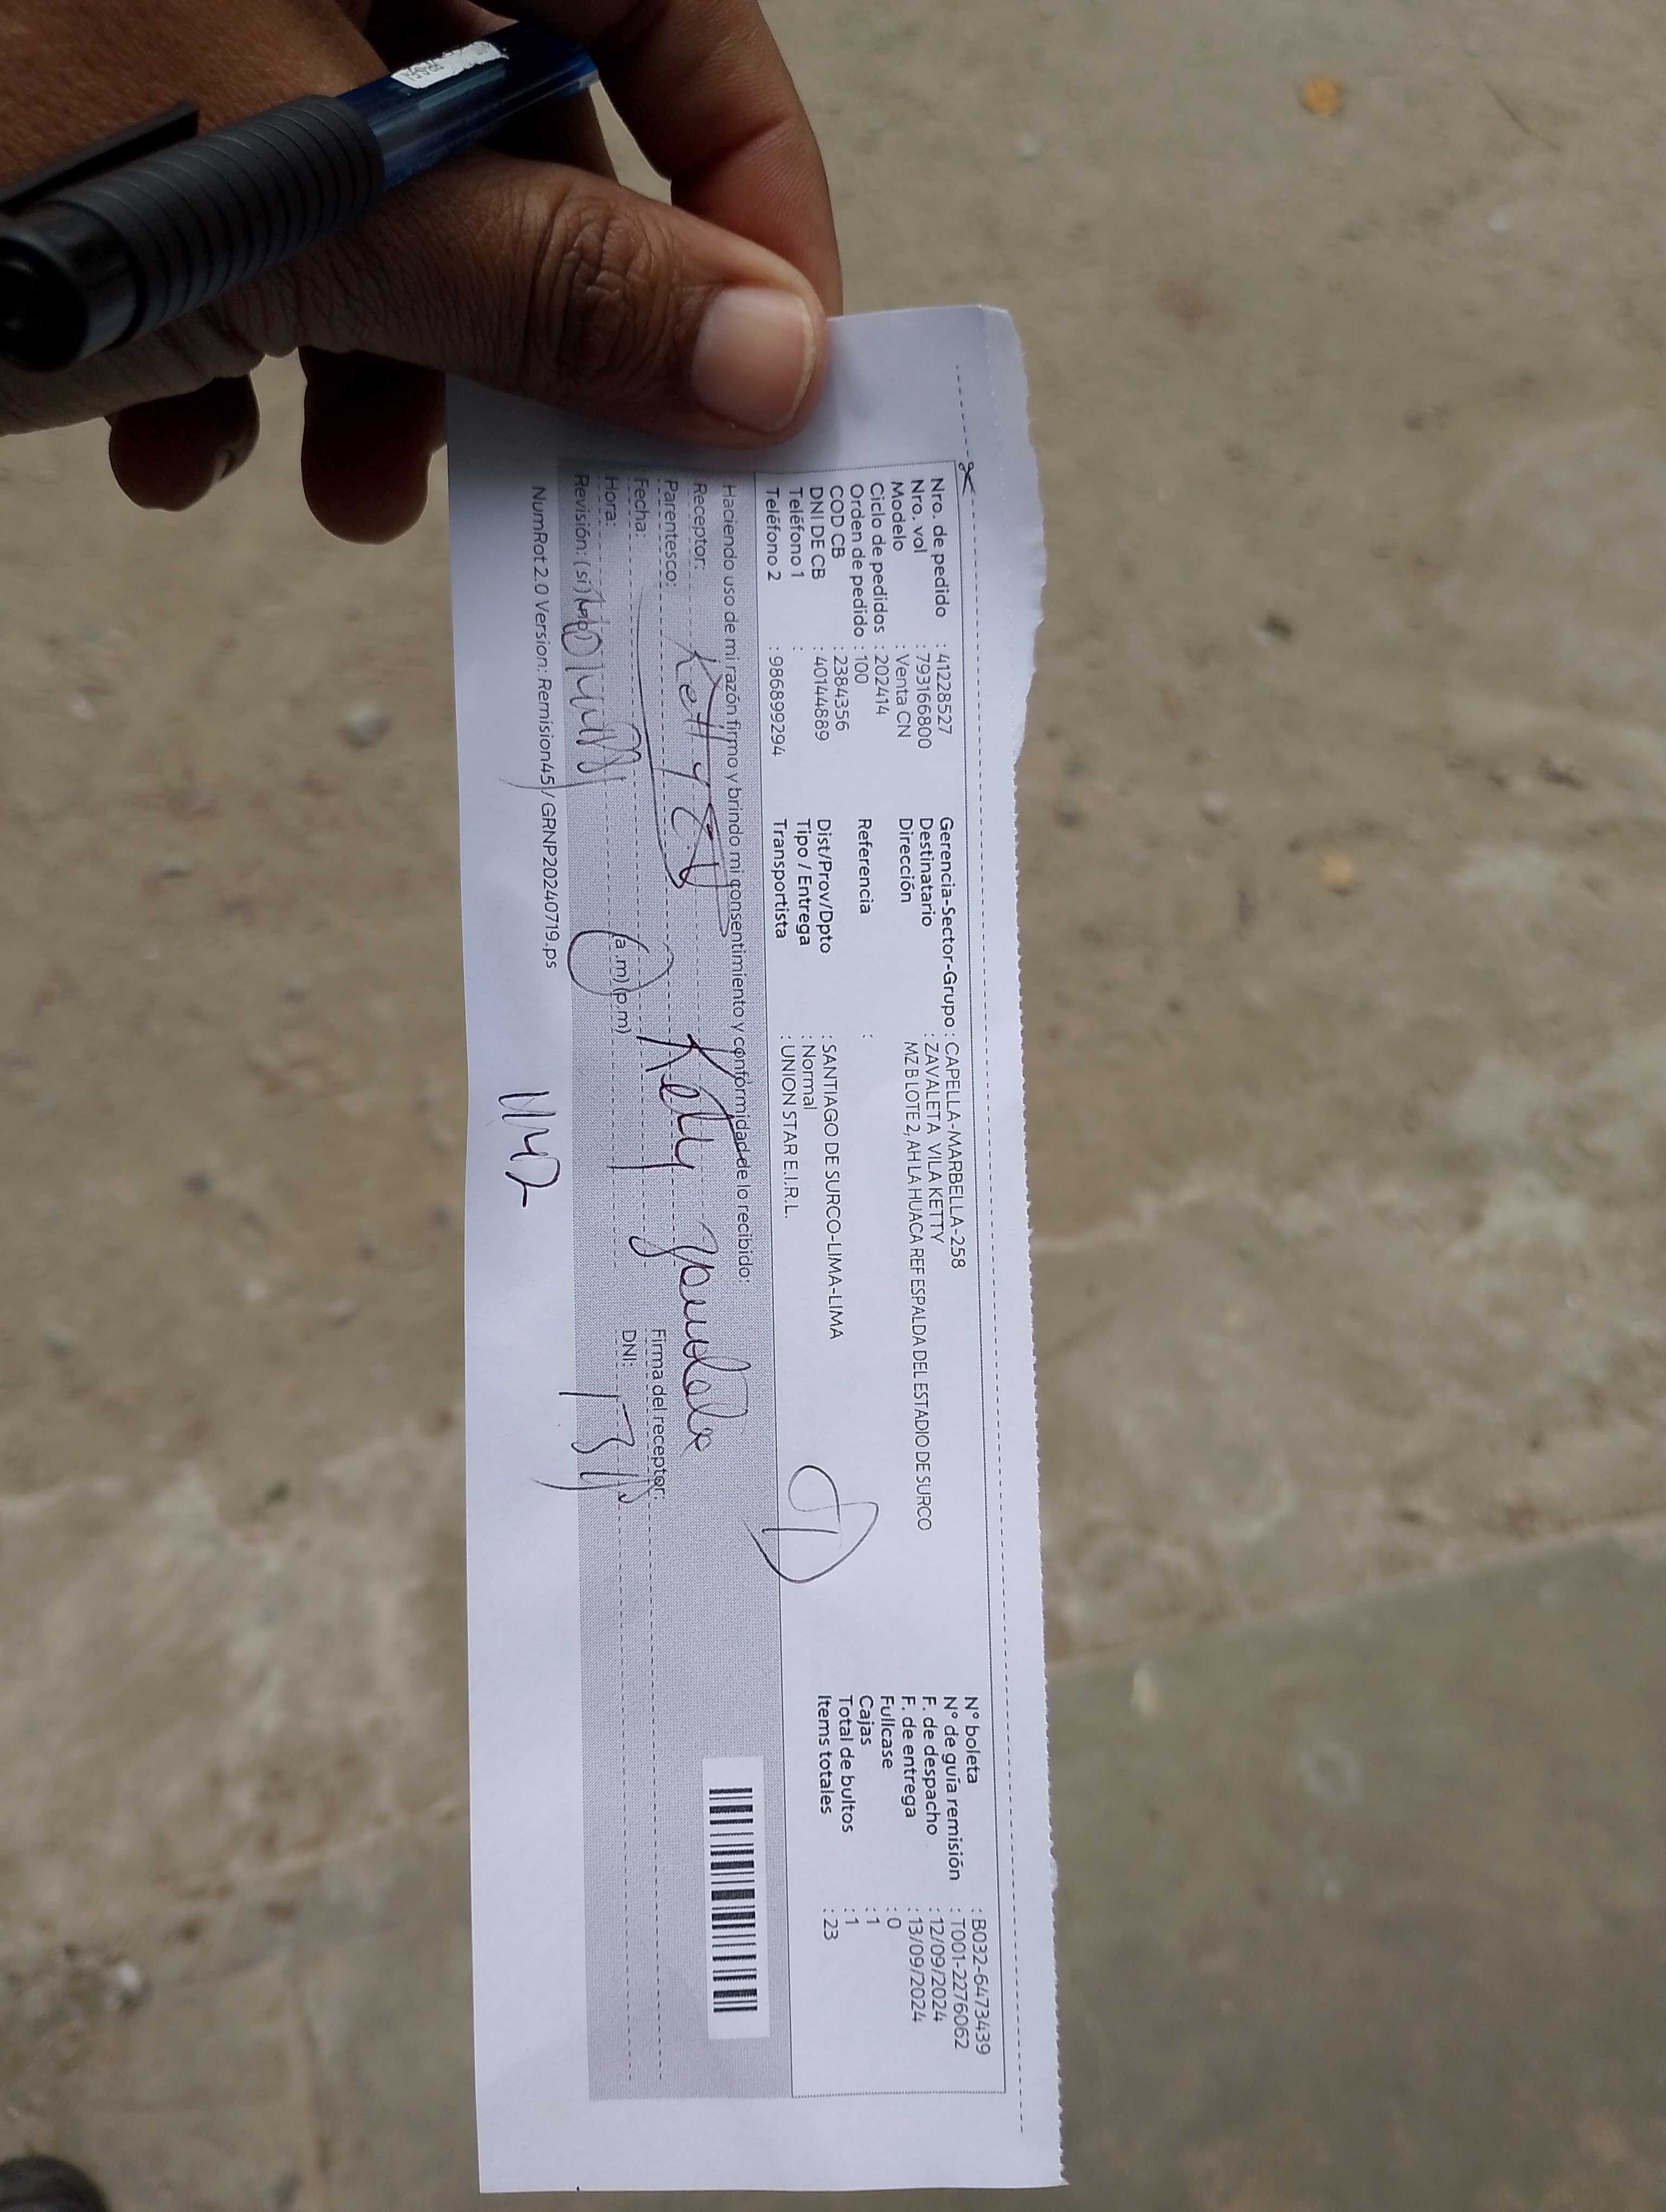 Nro. de pedido : 41228527
Nro. vol : 793166800
Modelo : Venta CN
Ciclo de pedidos : 202414
Orden de pedido : 100
COD CB : 2384356
DNI DE CB : 40144889
Teléfono 1 :
Teléfono 2 : 986899294
Gerencia-Sector-Grupo : CAPELLA-MARBELLA-258
Destinatario : ZAVALETA VILA KETTY
Dirección MZ B LOTE 2, AH LA HUACA REF ESPALDA DEL ESTADIO DE SURCO
Referencia :
Dist/Prov/Dpto : SANTIAGO DE SURCO-LIMA-LIMA
Tipo / Entrega : Normal
Transportista : UNION STAR E.I.R.L.
N° boleta : B032-6473439
N° de guía remisión : T001-2276062
F. de despacho : 12/09/2024
F. de entrega : 13/09/2024
Fullcase : 0
Cajas : 1
Total de bultos : 1
Items totales : 23
Haciendo uso de mi razón firmo y brindo mi consentimiento y conformidad de lo recibido:
Receptor: Ketty
Parentesco:
Fecha:
Hora: (a.m) (p.m)
Revisión: (si)
Firma del receptor:
DNI:
NumRot 2.0 Version: Remision45 / GRNP20240719.ps